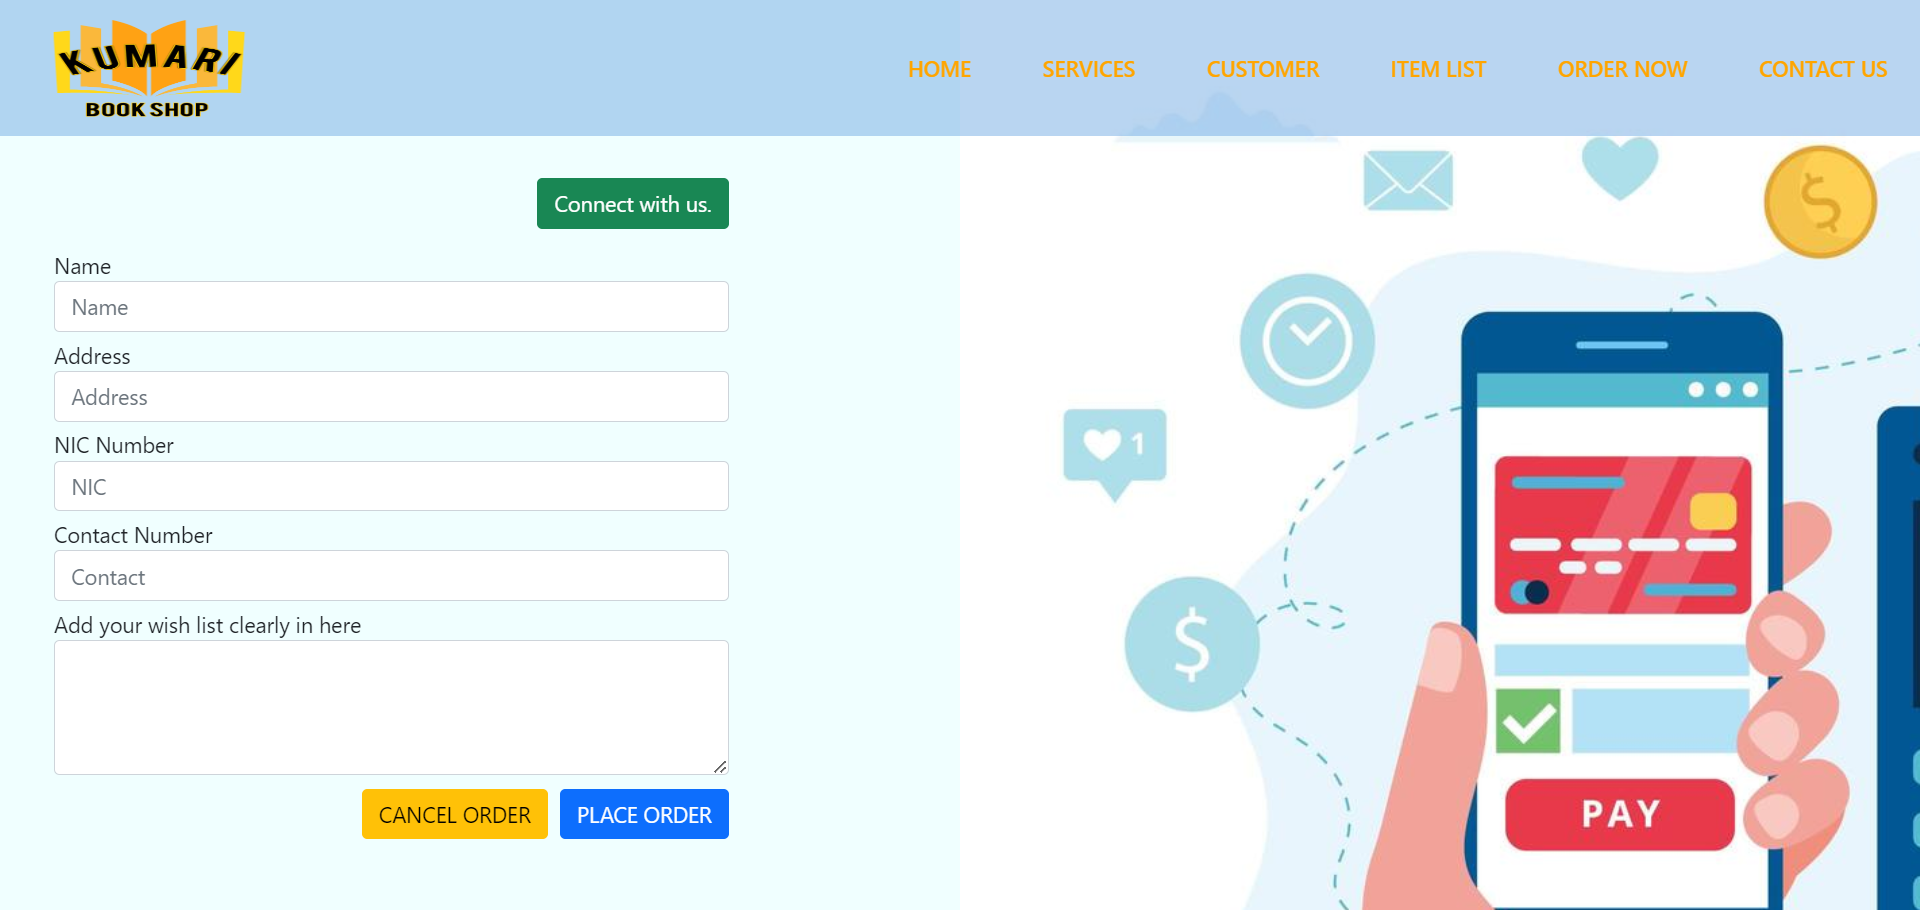 KUMARI
BOOK SHOP
HOME SERVICES CUSTOMER ITEM LIST ORDER NOW CONTACT US
Connect with us.
Name
Name
Address
Address
NIC Number
NIC
Contact Number
Contact
Add your wish list clearly in here
CANCEL ORDER PLACE ORDER
$
1
$
PAY